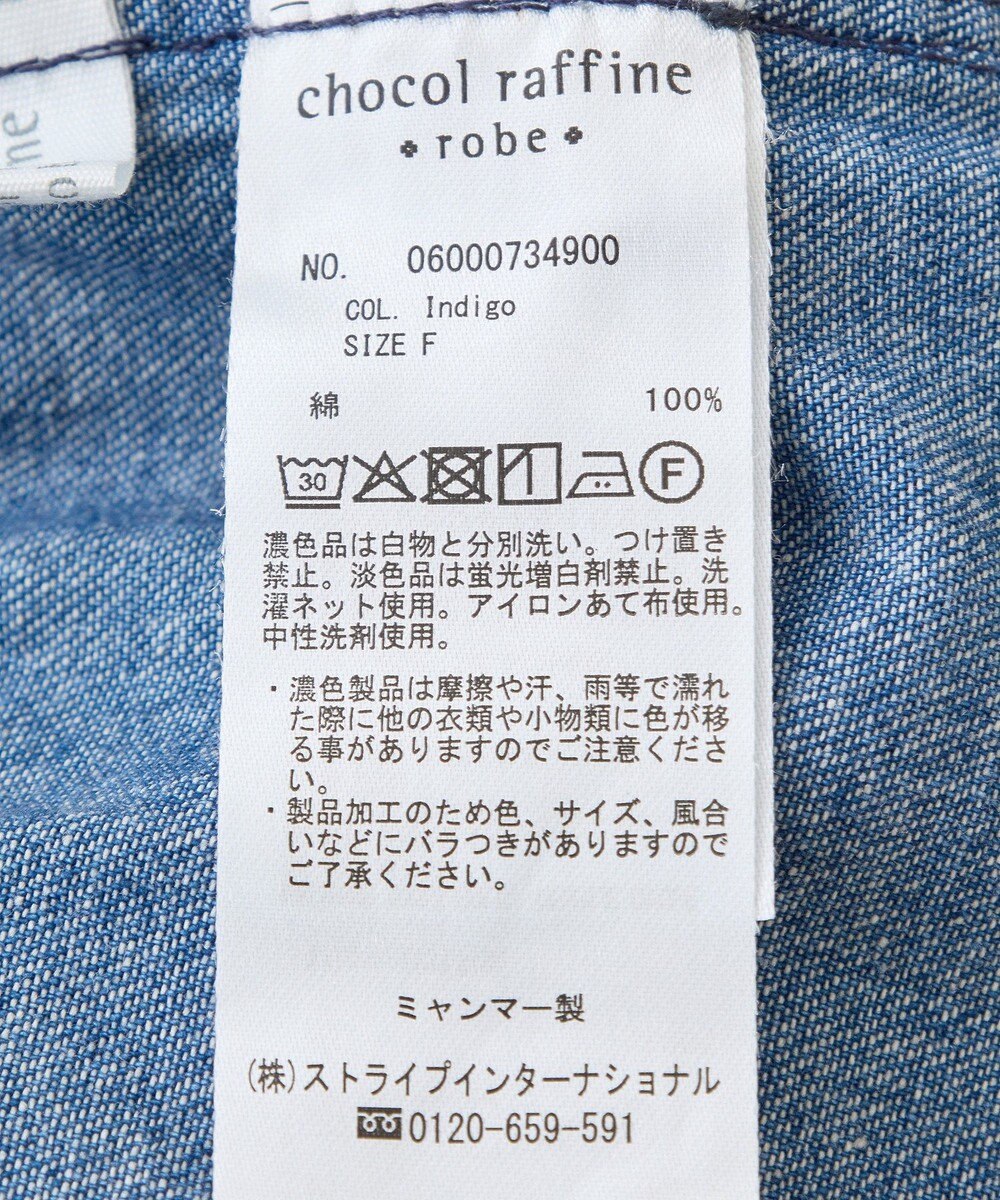 chocol raffine
robe
NO. 06000734900
COL. Indigo
SIZE F
綿 100%
30 F
濃色品は白物と分別洗い。つけ置き
禁止。淡色品は蛍光増白剤禁止。洗
濯ネット使用。アイロンあて布使用。
中性洗剤使用。
・濃色製品は摩擦や汗、雨等で濡れ
た際に他の衣類や小物類に色が移
る事がありますのでご注意くださ
い。
・製品加工のため色、サイズ、風合
いなどにバラつきがありますので
ご了承ください。
ミャンマー製
(株)ストライプインターナショナル
0120-659-591
ne